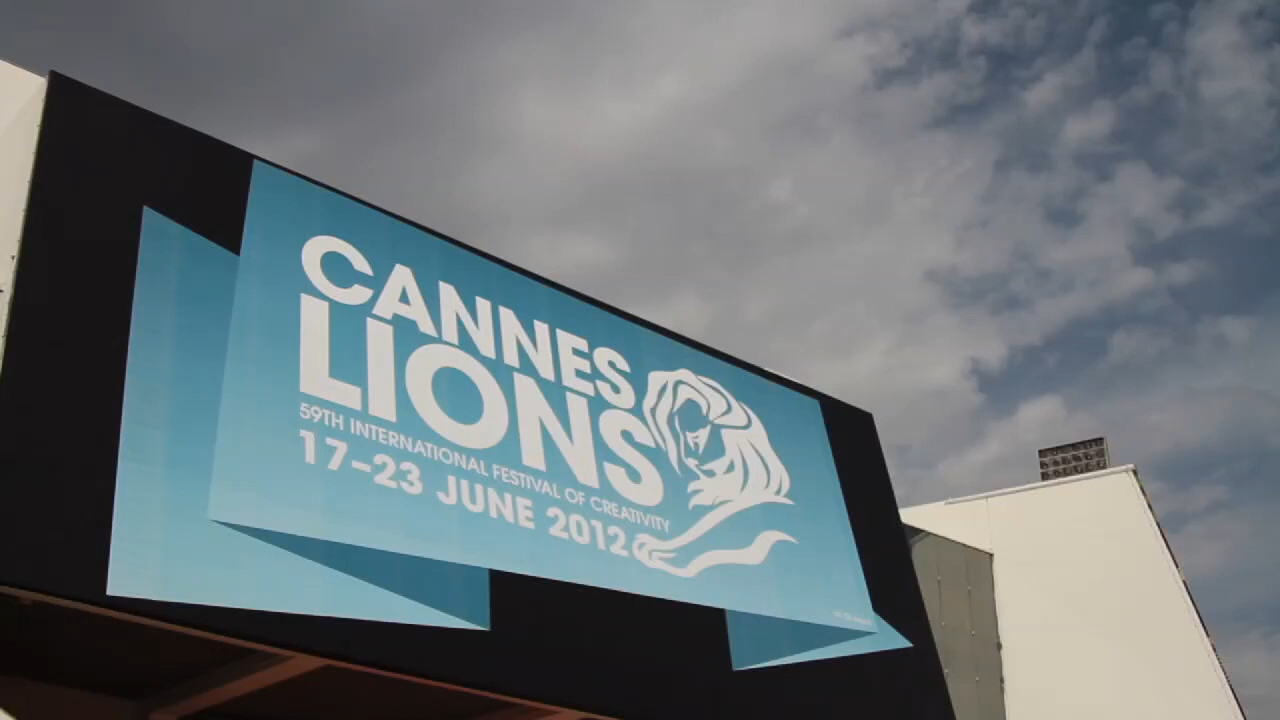 CANNES
LIONS
59TH INTERNATIONAL FESTIVAL OF CREATIVITY
17-23 JUNE 2012